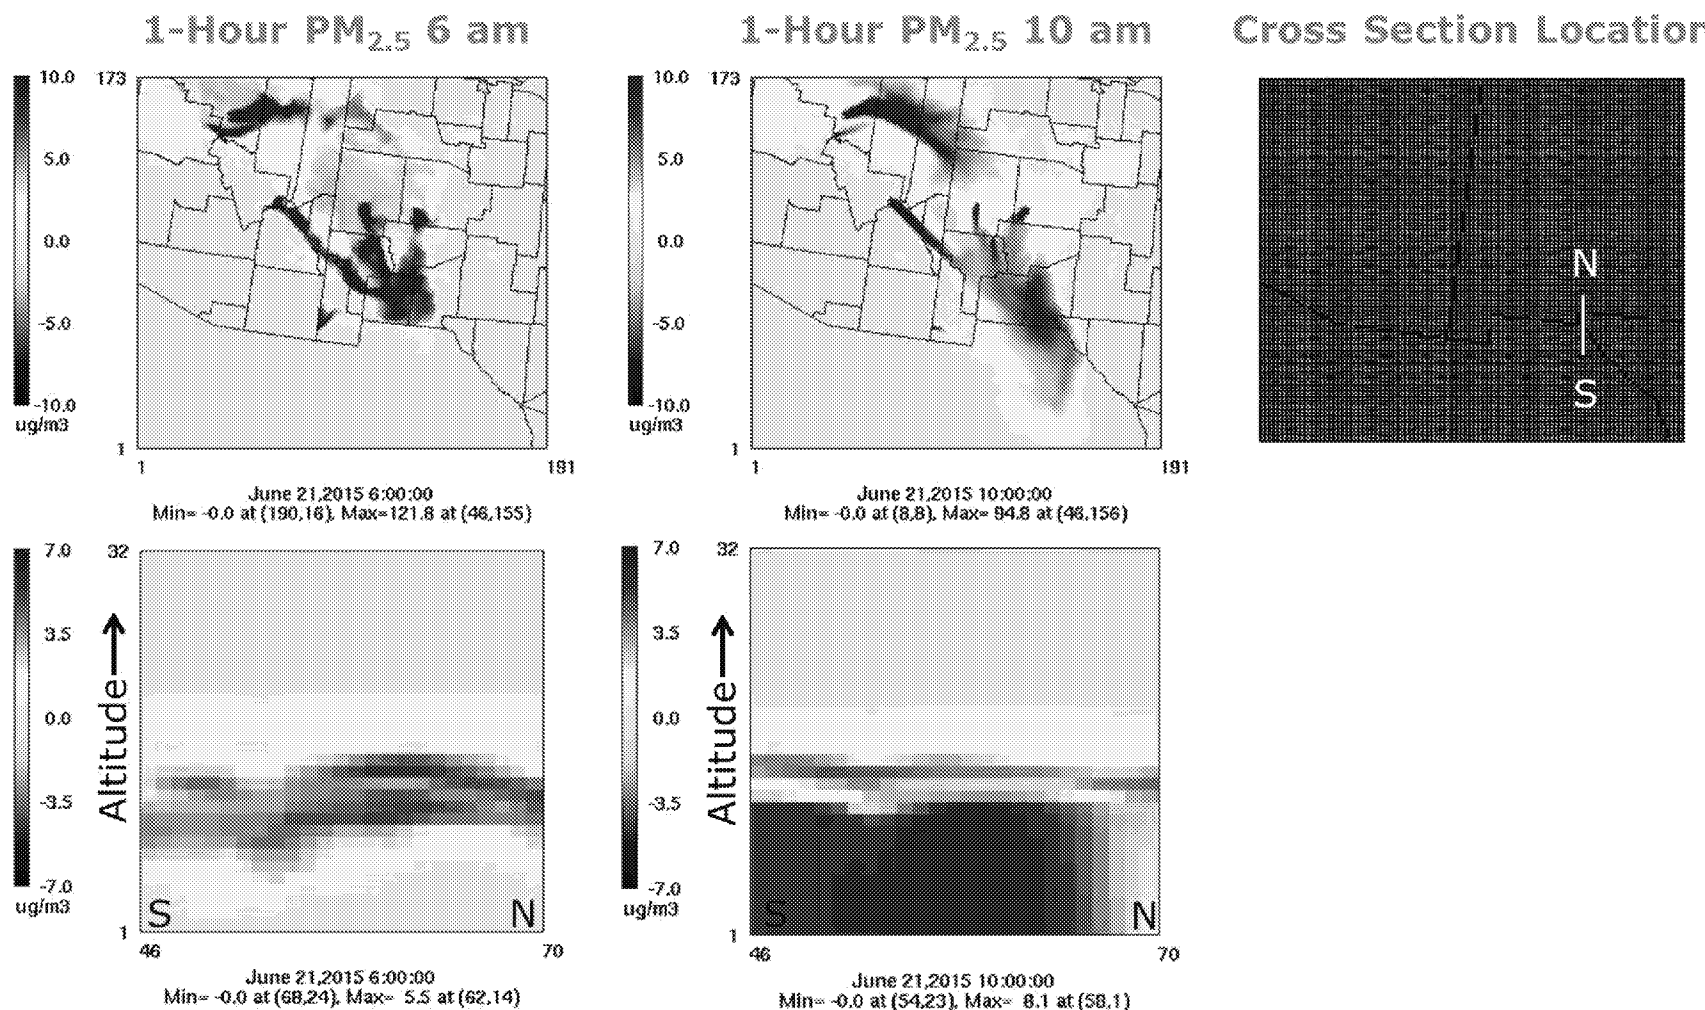 1-Hour PM2.5 6 am
1-Hour PM2.5 10 am
Cross Section Location
10.0
5.0
0.0
-5.0
-10.0
ug/m3
173
1
1
191
June 21,2015 6:00:00
Min= -0.0 at (190,16), Max=121.8 at (46,155)
10.0
5.0
0.0
-5.0
-10.0
ug/m3
173
1
1
191
June 21,2015 10:00:00
Min= -0.0 at (8,8), Max= 94.8 at (46,156)
N
S
7.0
3.5
0.0
-3.5
-7.0
ug/m3
Altitude
32
1
S
N
46
70
June 21,2015 6:00:00
Min= -0.0 at (68,24), Max= 5.5 at (62,14)
7.0
3.5
0.0
-3.5
-7.0
ug/m3
Altitude
32
1
S
N
46
70
June 21,2015 10:00:00
Min= -0.0 at (54,23), Max= 8.1 at (58,1)